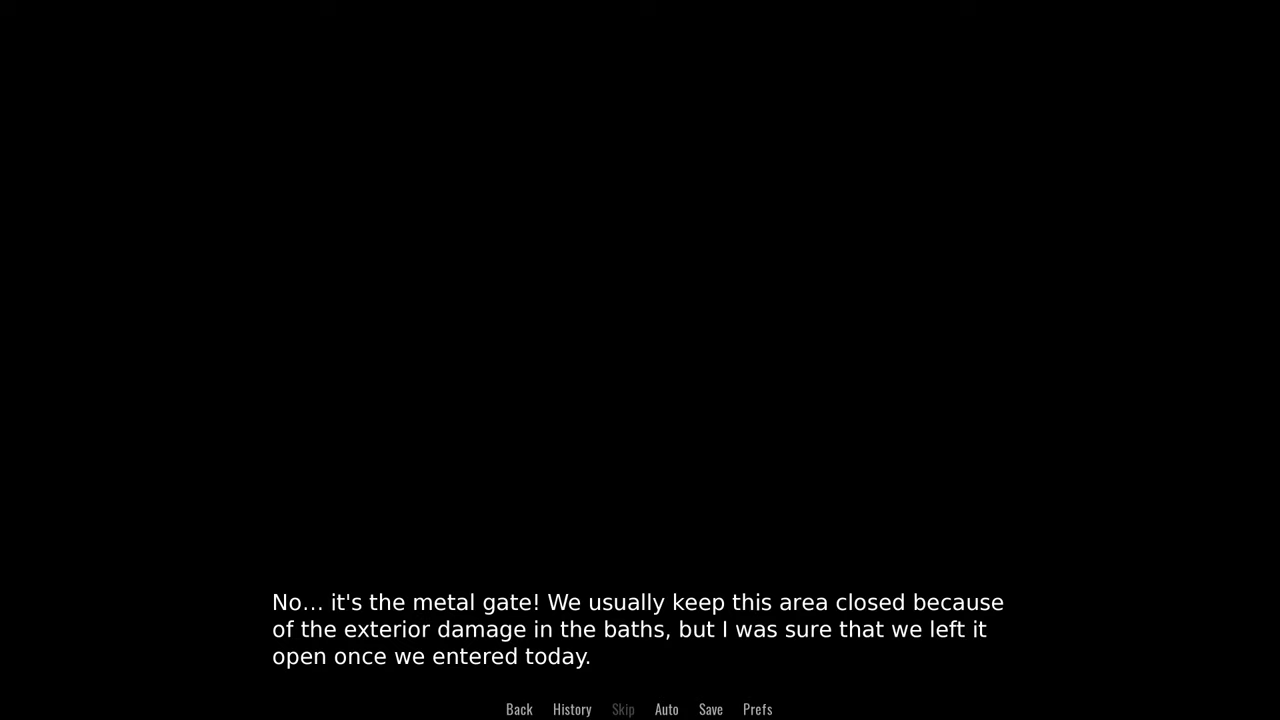 No… it's the metal gate! We usually keep this area closed because
of the exterior damage in the baths, but I was sure that we left it
open once we entered today.
Back History Skip Auto Save Prefs